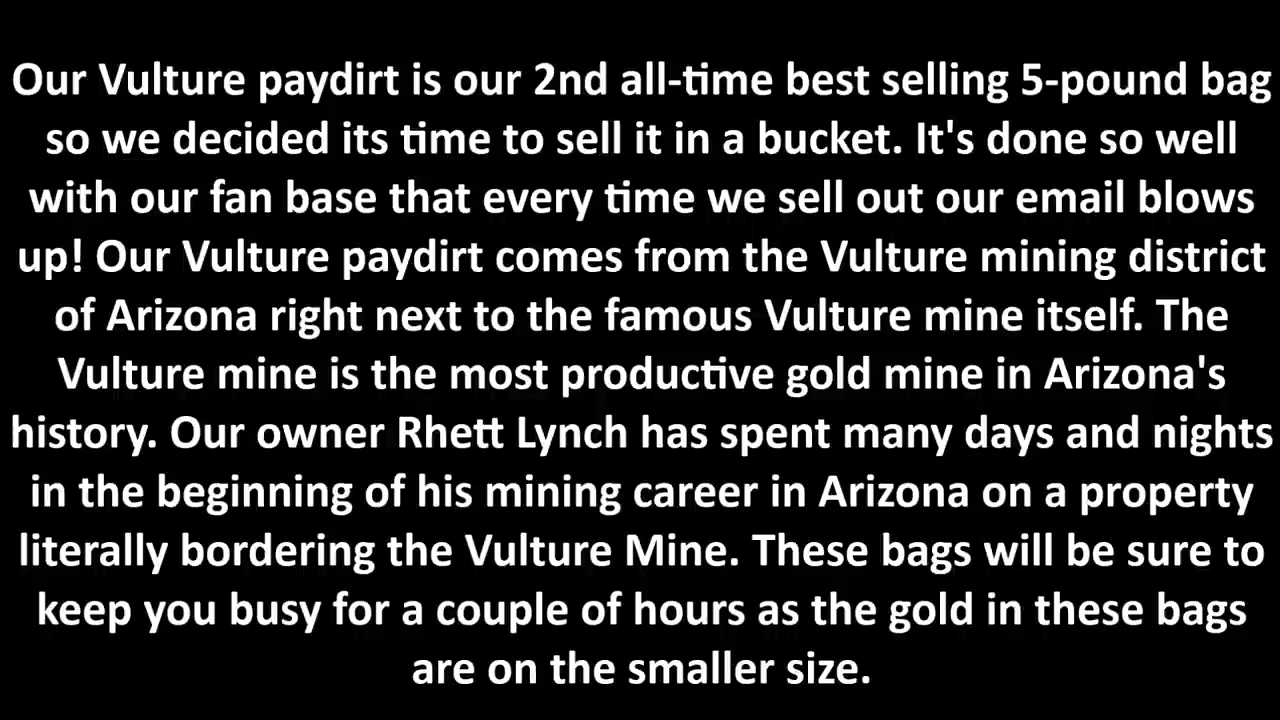 Our Vulture paydirt is our 2nd all-time best selling 5-pound bag
so we decided its time to sell it in a bucket. It's done so well
with our fan base that every time we sell out our email blows
up! Our Vulture paydirt comes from the Vulture mining district
of Arizona right next to the famous Vulture mine itself. The
Vulture mine is the most productive gold mine in Arizona's
history. Our owner Rhett Lynch has spent many days and nights
in the beginning of his mining career in Arizona on a property
literally bordering the Vulture Mine. These bags will be sure to
keep you busy for a couple of hours as the gold in these bags
are on the smaller size.